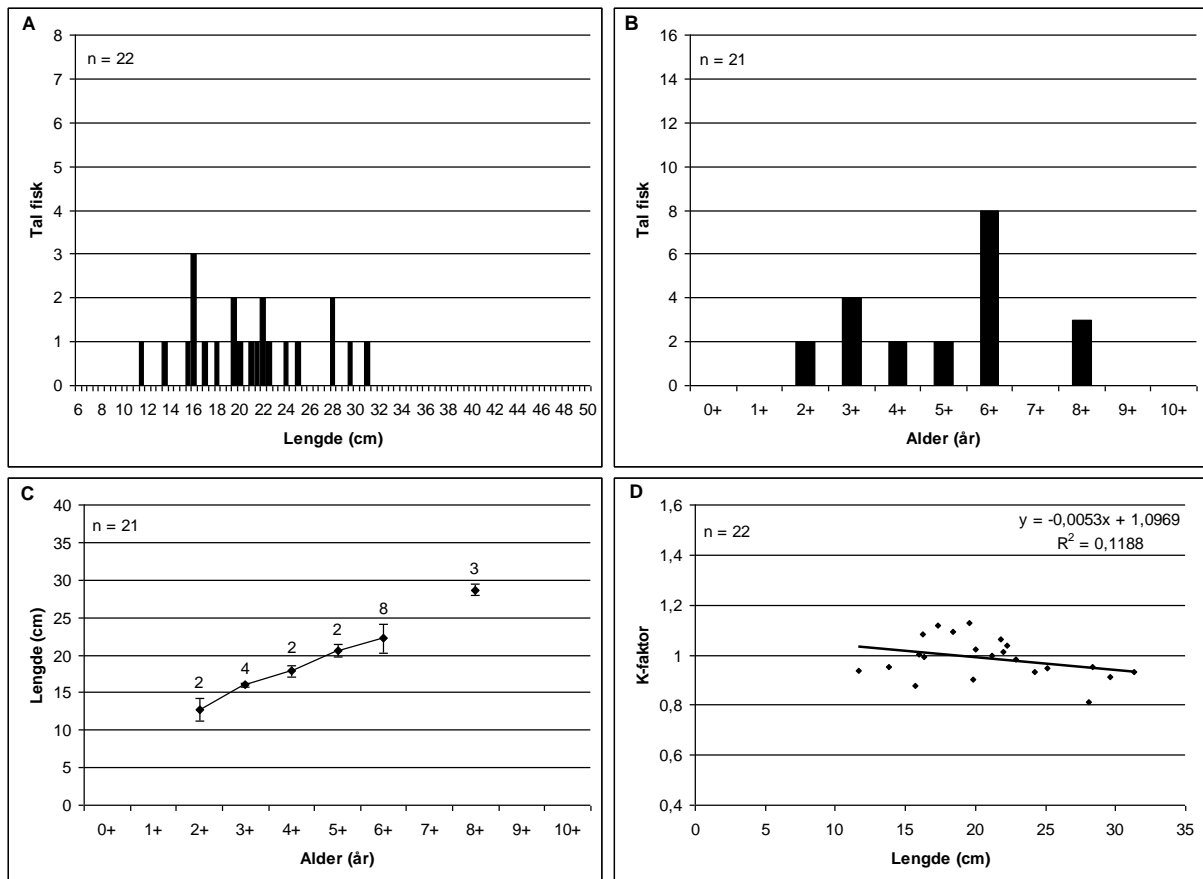 A
n = 22
Tal fisk
8
7
6
5
4
3
2
1
0
6 8 10 12 14 16 18 20 22 24 26 28 30 32 34 36 38 40 42 44 46 48 50
Lengde (cm)
B
n = 21
Tal fisk
16
14
12
10
8
6
4
2
0
0+ 1+ 2+ 3+ 4+ 5+ 6+ 7+ 8+ 9+ 10+
Alder (år)
C
n = 21
Lengde (cm)
40
35
30
25
20
15
10
5
0
2 4 2 2 8 3
0+ 1+ 2+ 3+ 4+ 5+ 6+ 7+ 8+ 9+ 10+
Alder (år)
D
n = 22
y = -0,0053x + 1,0969
R² = 0,1188
K-faktor
1,6
1,4
1,2
1
0,8
0,6
0,4
0 5 10 15 20 25 30 35
Lengde (cm)